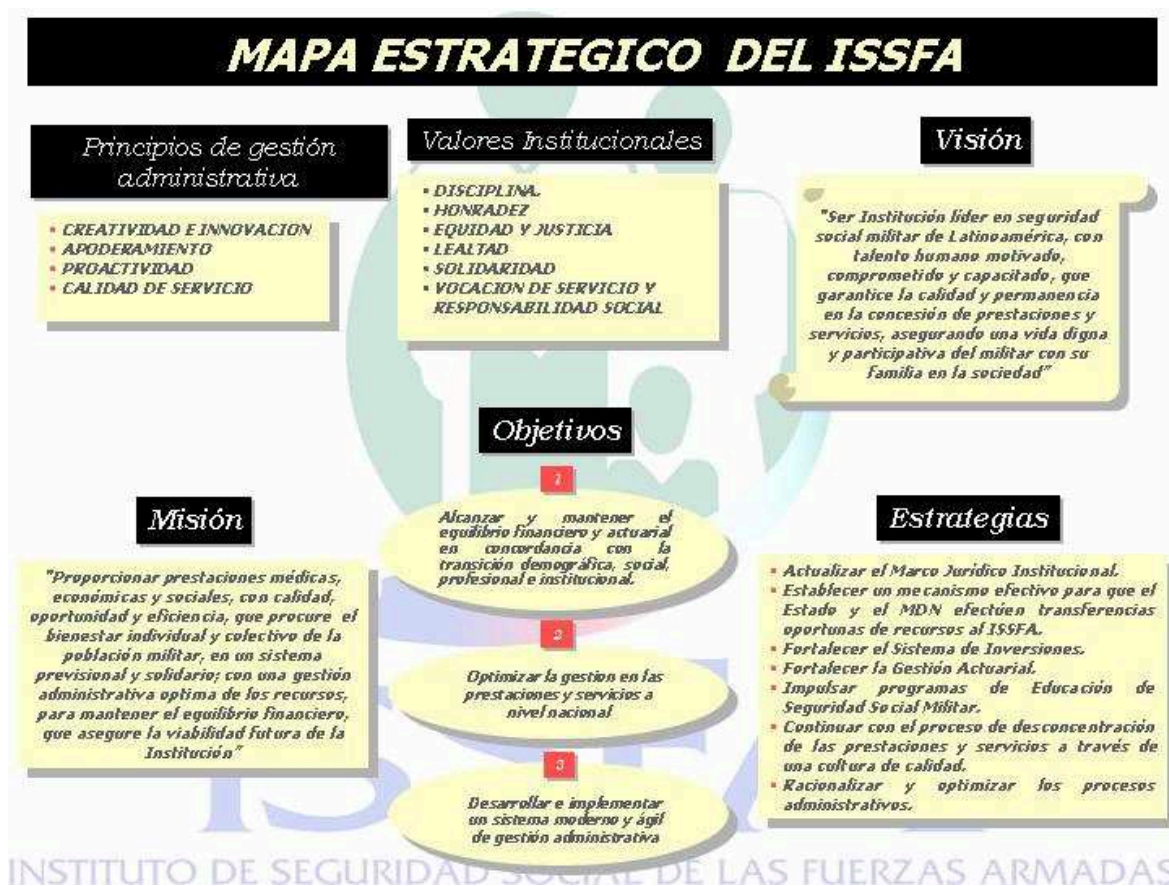 MAPA ESTRATEGICO DEL ISSFA
Principios de gestión
administrativa
▪ CREATIVIDAD E INNOVACION
▪ APODERAMIENTO
▪ PROACTIVIDAD
▪ CALIDAD DE SERVICIO
Valores Institucionales
▪ DISCIPLINA.
▪ HONRADEZ
▪ EQUIDAD Y JUSTICIA
▪ LEALTAD
▪ SOLIDARIDAD
▪ VOCACION DE SERVICIO Y
RESPONSABILIDAD SOCIAL
Visión
"Ser Institución líder en seguridad
social militar de Latinoamérica, con
talento humano motivado,
comprometido y capacitado, que
garantice la calidad y permanencia
en la concesión de prestaciones y
servicios, asegurando una vida digna
y participativa del militar con su
familia en la sociedad"
Misión
"Proporcionar prestaciones médicas,
económicas y sociales, con calidad,
oportunidad y eficiencia, que procure el
bienestar individual y colectivo de la
población militar, en un sistema
previsional y solidario; con una gestión
administrativa optima de los recursos,
para mantener el equilibrio financiero,
que asegure la viabilidad futura de la
Institución"
Objetivos
1
Alcanzar y mantener el
equilibrio financiero y actuarial
en concordancia con la
transición demográfica, social,
profesional e institucional.
2
Optimizar la gestion en las
prestaciones y servicios a
nivel nacional
3
Desarrollar e implementar
un sistema moderno y ágil
de gestión administrativa
Estrategias
▪ Actualizar el Marco Jurídico Institucional.
▪ Establecer un mecanismo efectivo para que el
Estado y el MDN efectúen transferencias
oportunas de recursos al ISSFA.
▪ Fortalecer el Sistema de Inversiones.
▪ Fortalecer la Gestión Actuarial.
▪ Impulsar programas de Educación de
Seguridad Social Militar.
▪ Continuar con el proceso de desconcentración
de las prestaciones y servicios a través de
una cultura de calidad.
▪ Racionalizar y optimizar los procesos
administrativos.
ISSFA
INSTITUTO DE SEGURIDAD SOCIAL DE LAS FUERZAS ARMADAS